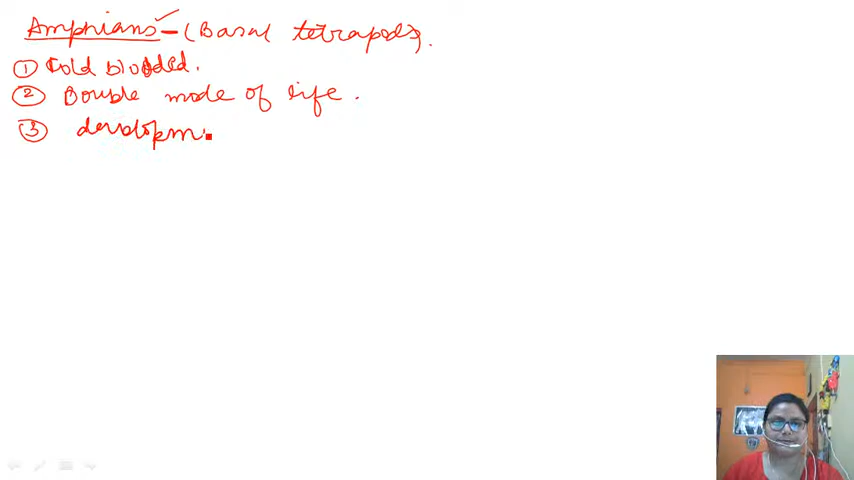 Amphians - (Basal tetrapods).
① Cold blooded.
② Double mode of life.
③ developm